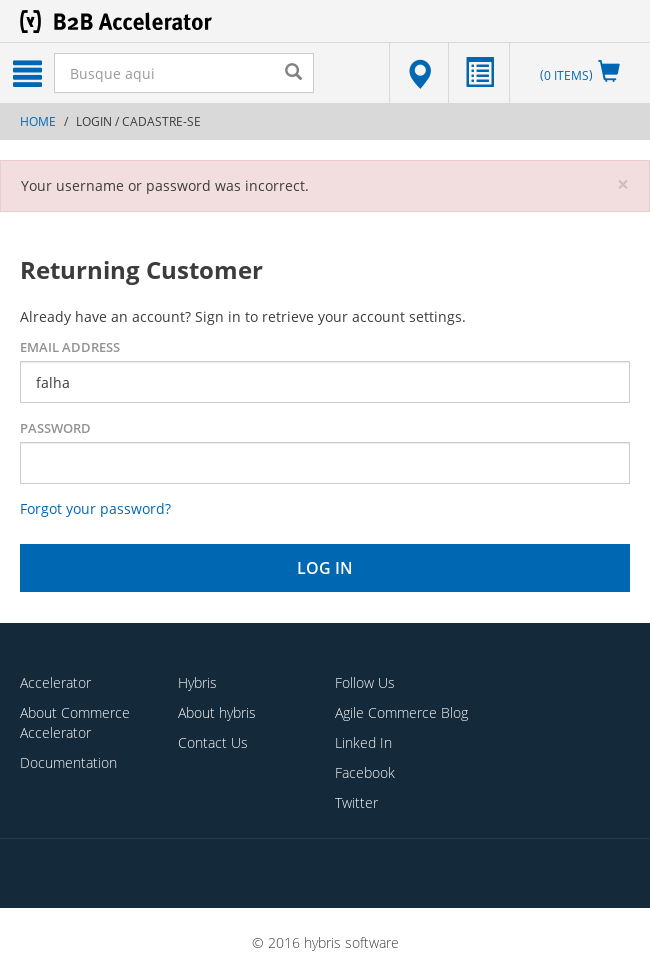 B2B Accelerator
Busque aqui
(0 ITEMS)
HOME / LOGIN / CADASTRE-SE
Your username or password was incorrect.
×
Returning Customer
Already have an account? Sign in to retrieve your account settings.
EMAIL ADDRESS
falha
PASSWORD
Forgot your password?
LOG IN
Accelerator
About Commerce
Accelerator
Documentation
Hybris
About hybris
Contact Us
Follow Us
Agile Commerce Blog
Linked In
Facebook
Twitter
© 2016 hybris software